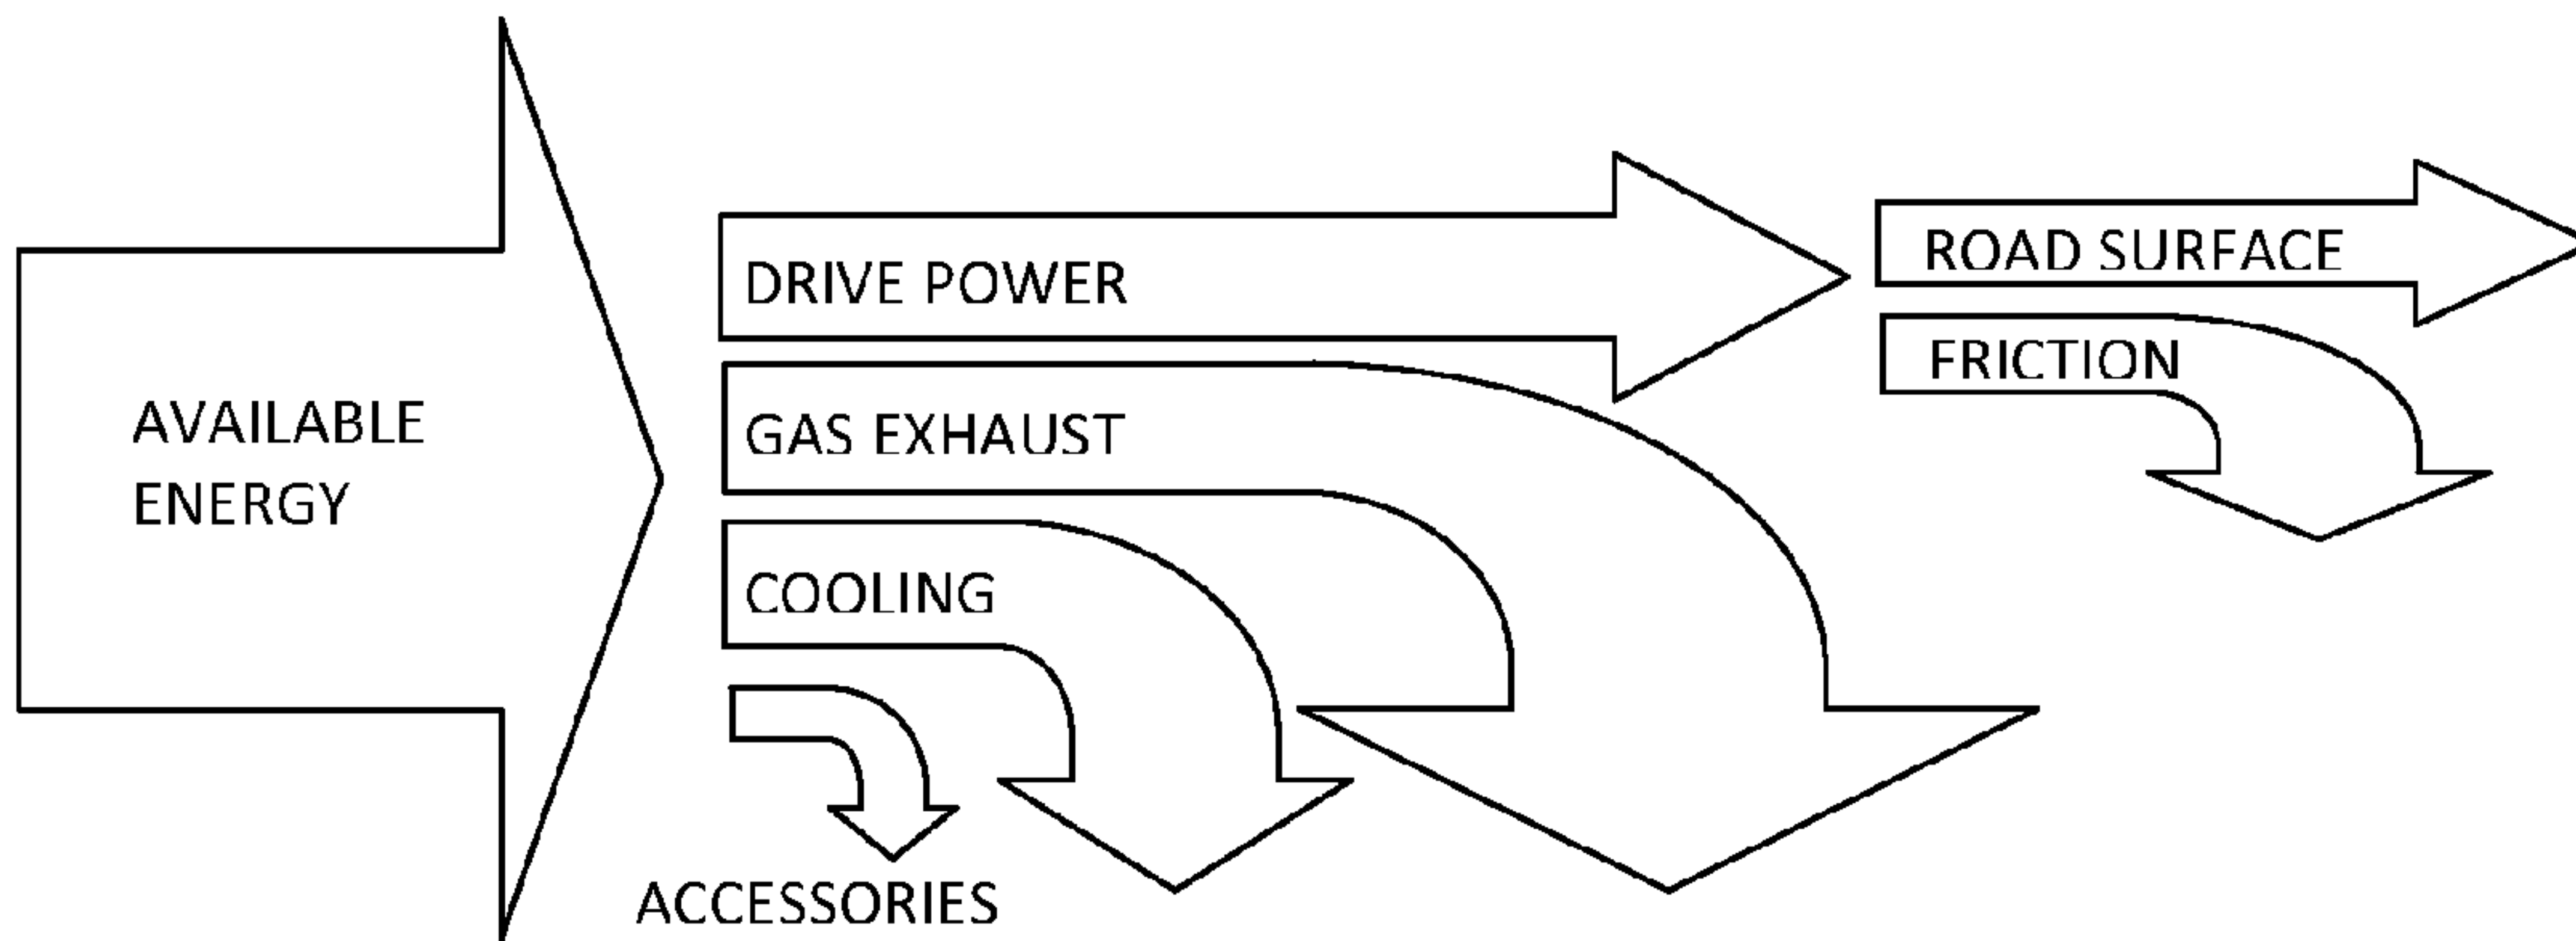 AVAILABLE
ENERGY
DRIVE POWER
GAS EXHAUST
COOLING
ACCESSORIES
ROAD SURFACE
FRICTION